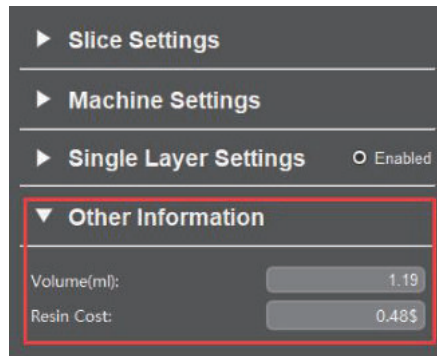 Slice Settings
Machine Settings
Single Layer Settings Enabled
Other Information
Volume(ml): 1.19
Resin Cost: 0.48$